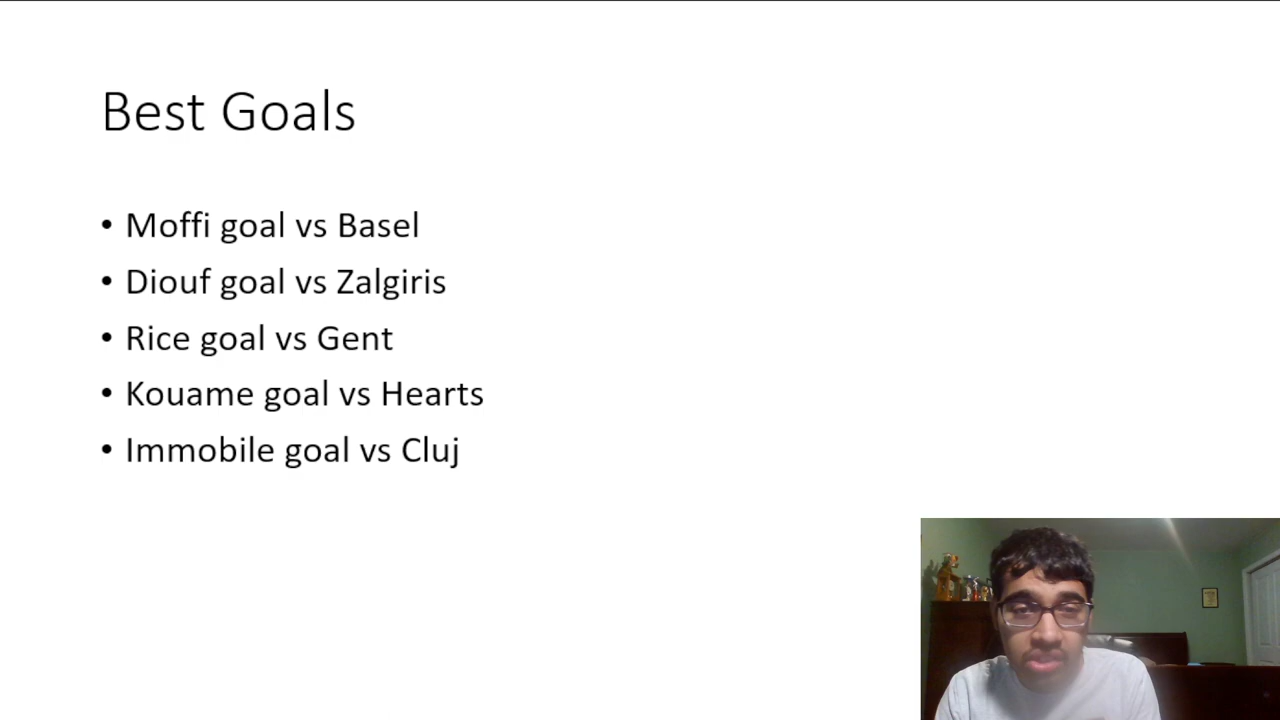 Best Goals
• Moffi goal vs Basel
• Diouf goal vs Zalgiris
• Rice goal vs Gent
• Kouame goal vs Hearts
• Immobile goal vs Cluj